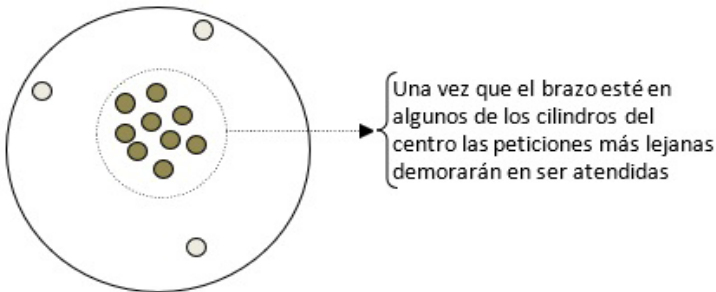 Una vez que el brazo esté en
algunos de los cilindros del
centro las peticiones más lejanas
demorarán en ser atendidas